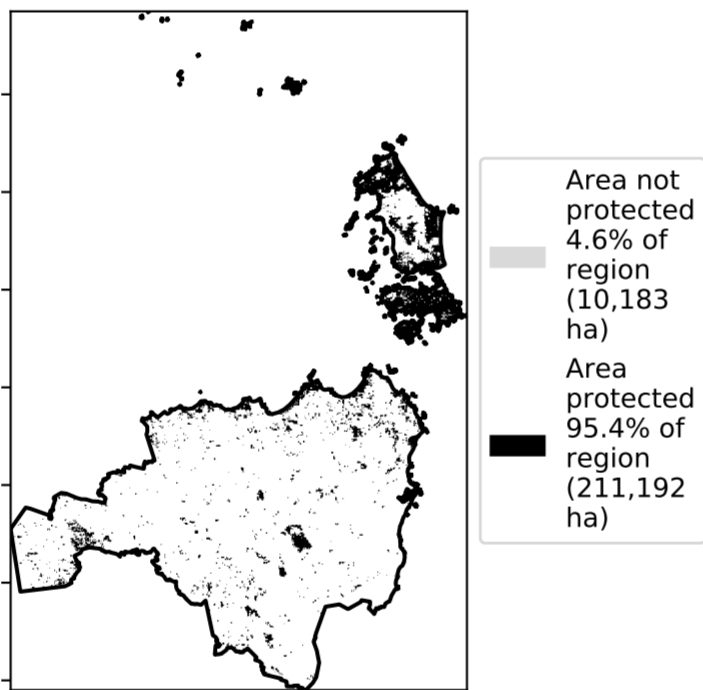 Area not
protected
4.6% of
region
(10,183
ha)
Area
protected
95.4% of
region
(211,192
ha)